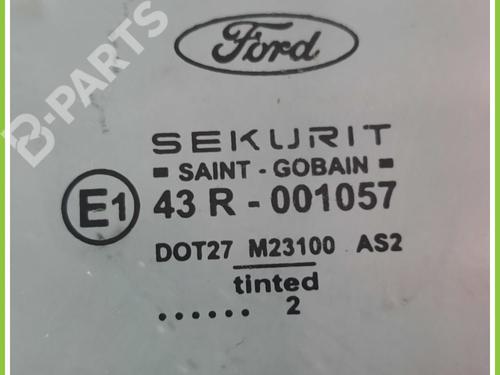 B-PARTS
Ford
SEKURIT
SAINT - GOBAIN
E1 43 R - 001057
DOT27 M23100 AS2
tinted
...... 2